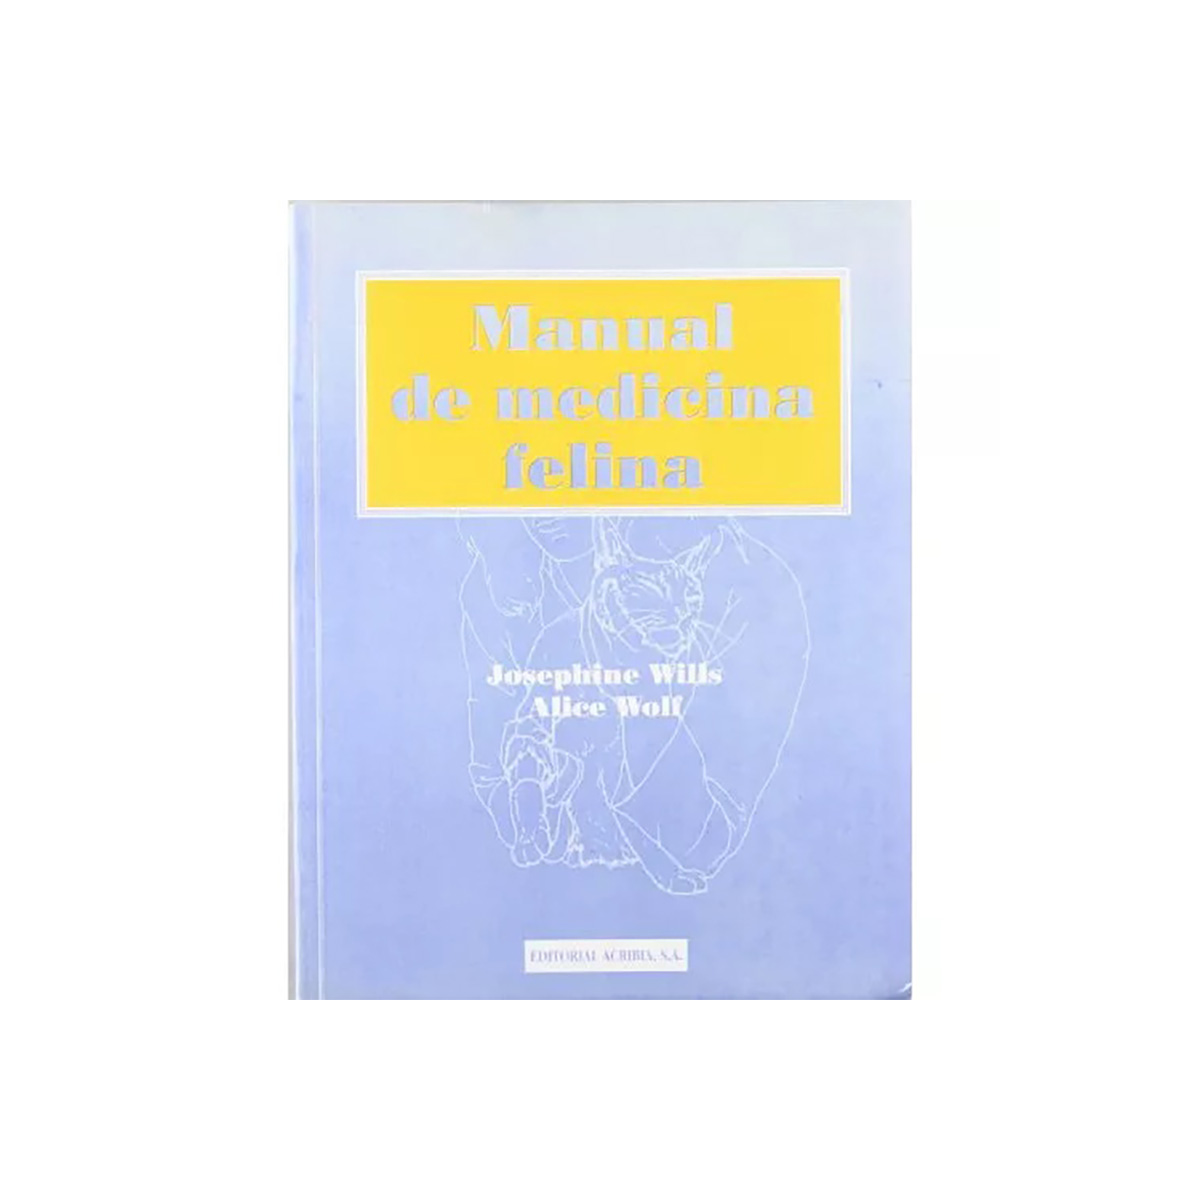 Manual
de medicina
felina
Josephine Wills
Alice Wolf
EDITORIAL ACRIBIA, S.A.